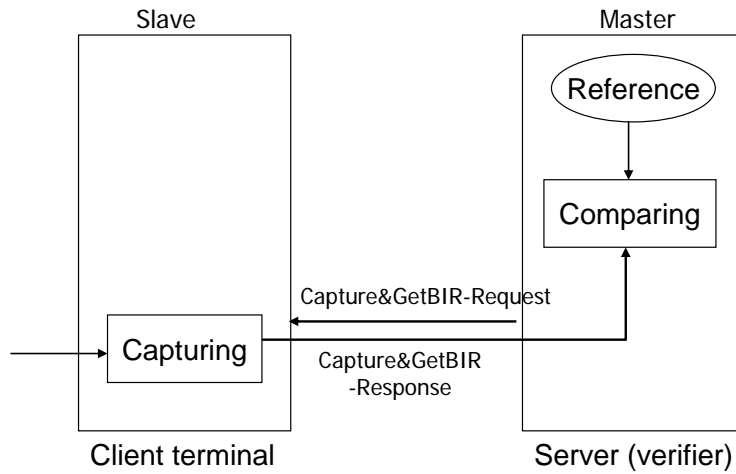 Slave
Master
Reference
Comparing
Capture&GetBIR-Request
Capturing
Capture&GetBIR
-Response
Client terminal
Server (verifier)